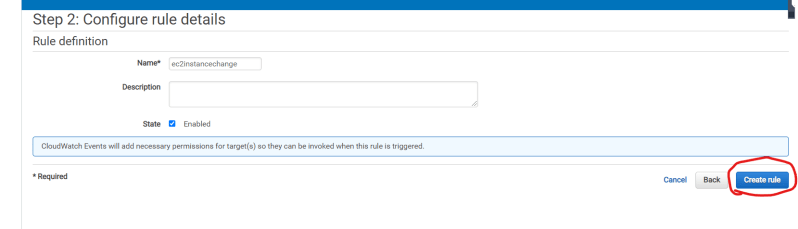 Step 2: Configure rule details
Rule definition
Name* ec2instancechange
Description
State Enabled
CloudWatch Events will add necessary permissions for target(s) so they can be invoked when this rule is triggered.
* Required Cancel Back Create rule